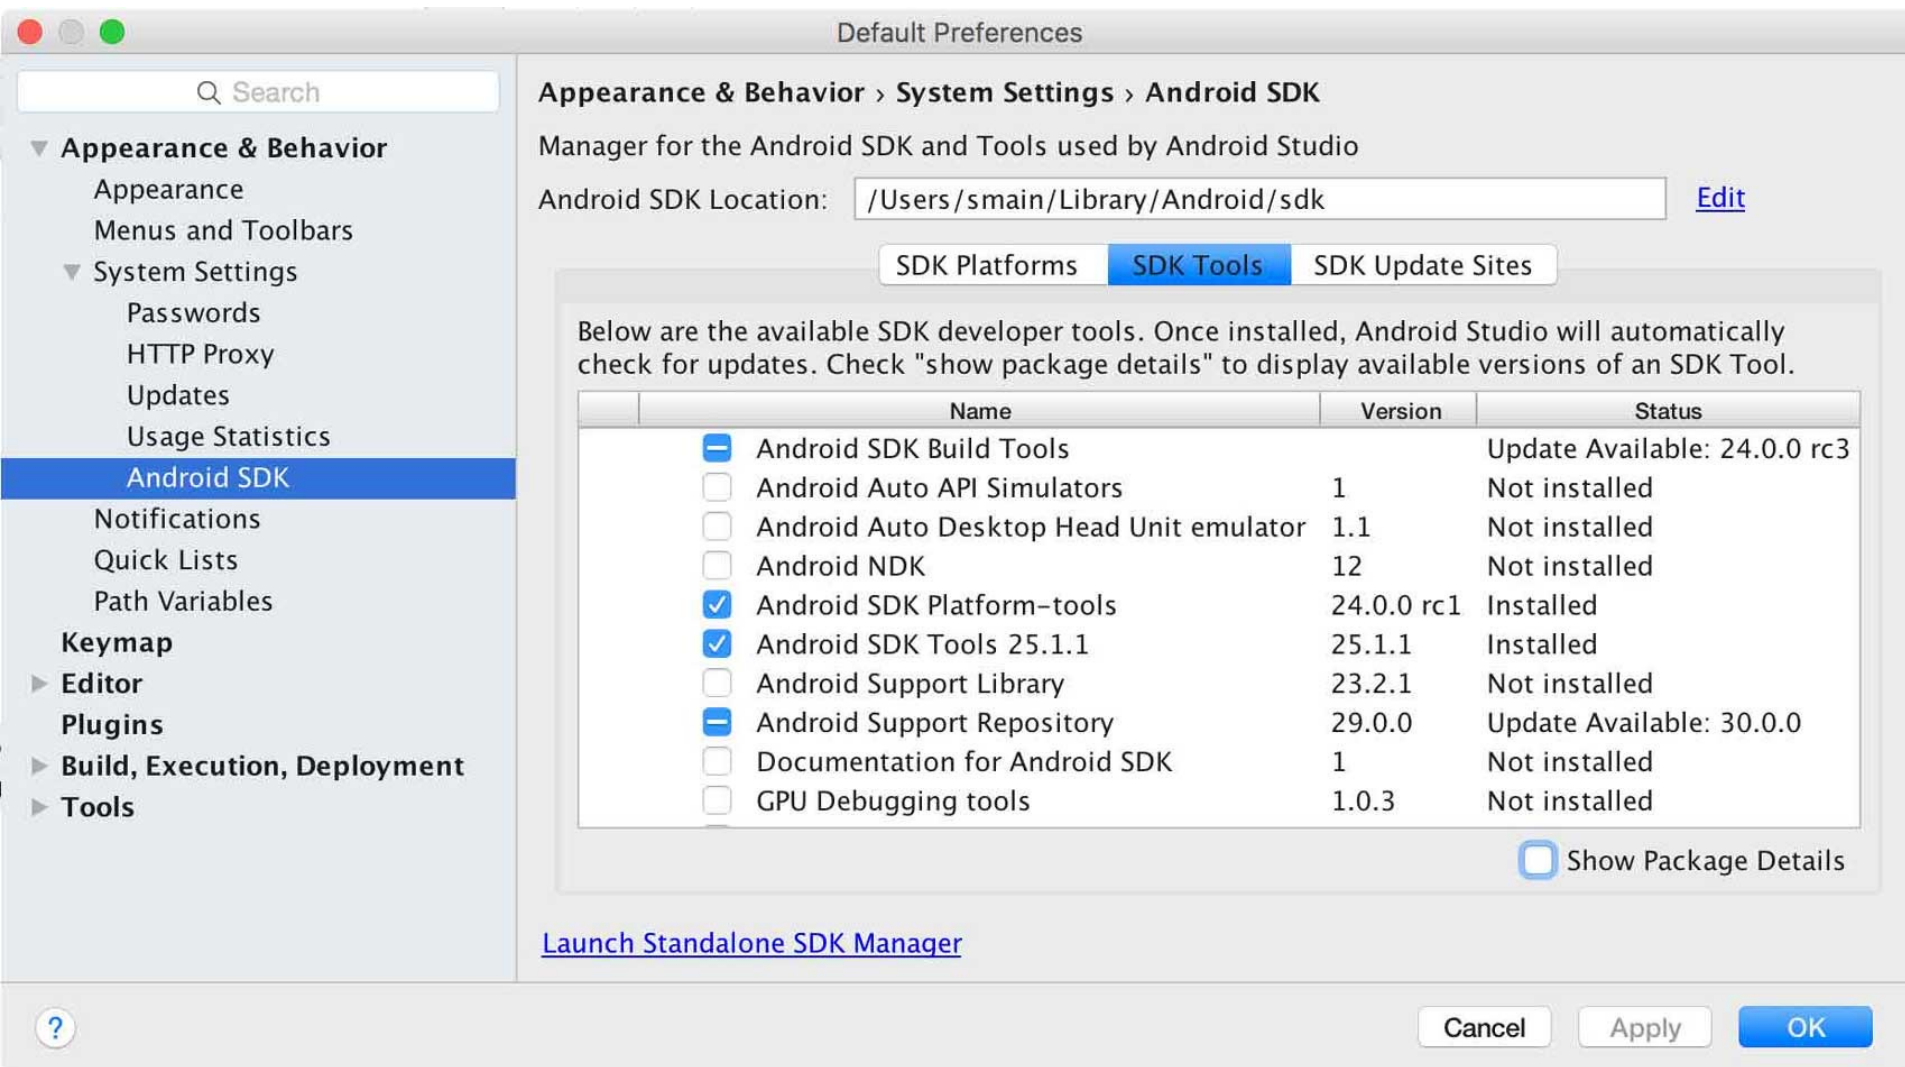 Default Preferences
Search
Appearance & Behavior
Appearance
Menus and Toolbars
System Settings
Passwords
HTTP Proxy
Updates
Usage Statistics
Android SDK
Notifications
Quick Lists
Path Variables
Keymap
Editor
Plugins
Build, Execution, Deployment
Tools
Appearance & Behavior › System Settings › Android SDK
Manager for the Android SDK and Tools used by Android Studio
Android SDK Location: /Users/smain/Library/Android/sdk Edit
SDK Platforms SDK Tools SDK Update Sites
Below are the available SDK developer tools. Once installed, Android Studio will automatically
check for updates. Check "show package details" to display available versions of an SDK Tool.
Name Version Status
Android SDK Build Tools Update Available: 24.0.0 rc3
Android Auto API Simulators 1 Not installed
Android Auto Desktop Head Unit emulator 1.1 Not installed
Android NDK 12 Not installed
Android SDK Platform-tools 24.0.0 rc1 Installed
Android SDK Tools 25.1.1 25.1.1 Installed
Android Support Library 23.2.1 Not installed
Android Support Repository 29.0.0 Update Available: 30.0.0
Documentation for Android SDK 1 Not installed
GPU Debugging tools 1.0.3 Not installed
Show Package Details
Launch Standalone SDK Manager
? Cancel Apply OK